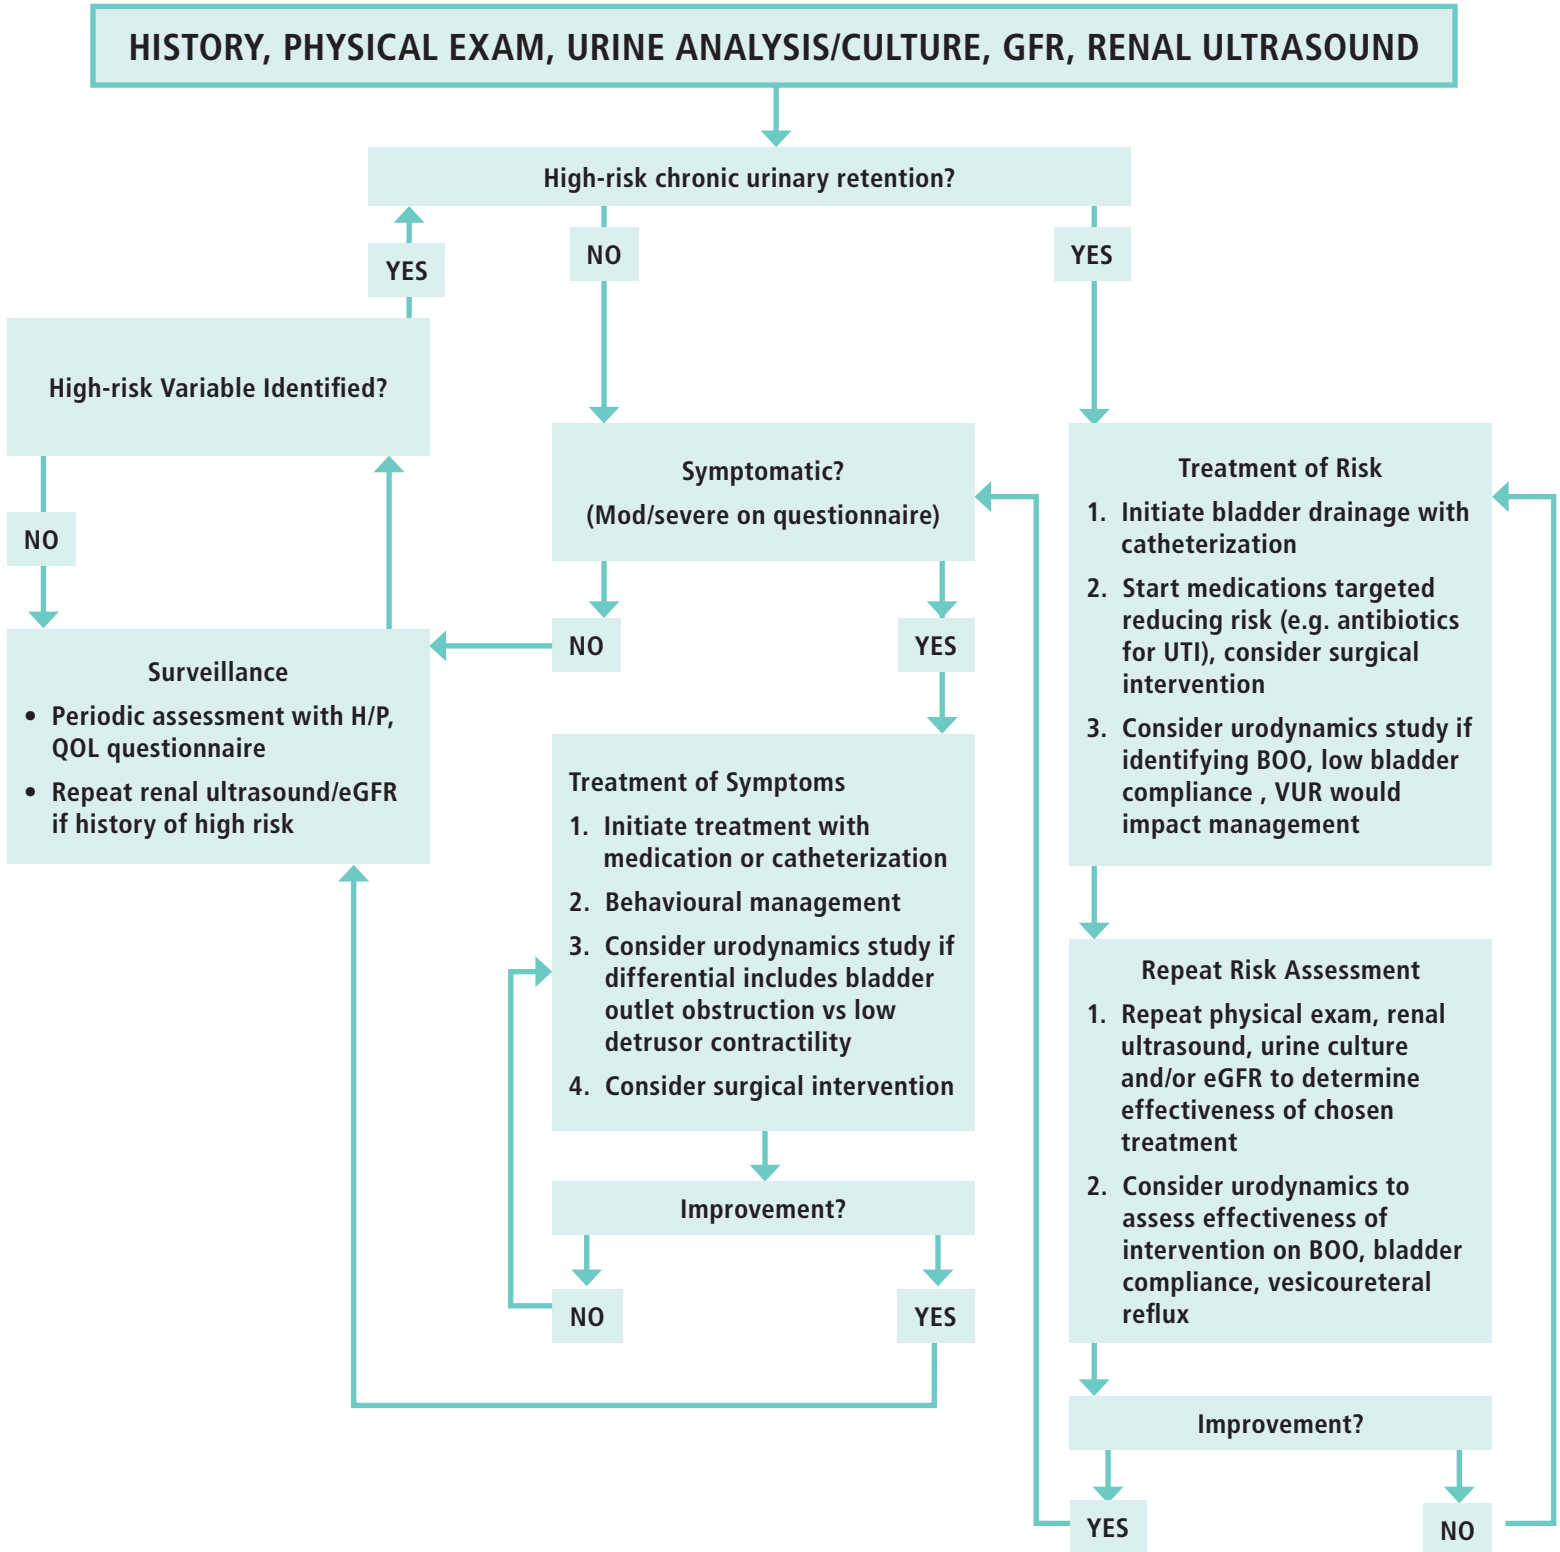 HISTORY, PHYSICAL EXAM, URINE ANALYSIS/CULTURE, GFR, RENAL ULTRASOUND
High-risk chronic urinary retention?
YES
NO
YES
High-risk Variable Identified?
NO
Symptomatic?
(Mod/severe on questionnaire)
NO
YES
Surveillance
• Periodic assessment with H/P,
QOL questionnaire
• Repeat renal ultrasound/eGFR
if history of high risk
Treatment of Symptoms
1. Initiate treatment with
medication or catheterization
2. Behavioural management
3. Consider urodynamics study if
differential includes bladder
outlet obstruction vs low
detrusor contractility
4. Consider surgical intervention
Improvement?
NO
YES
Treatment of Risk
1. Initiate bladder drainage with
catheterization
2. Start medications targeted
reducing risk (e.g. antibiotics
for UTI), consider surgical
intervention
3. Consider urodynamics study if
identifying BOO, low bladder
compliance , VUR would
impact management
Repeat Risk Assessment
1. Repeat physical exam, renal
ultrasound, urine culture
and/or eGFR to determine
effectiveness of chosen
treatment
2. Consider urodynamics to
assess effectiveness of
intervention on BOO, bladder
compliance, vesicoureteral
reflux
Improvement?
YES
NO